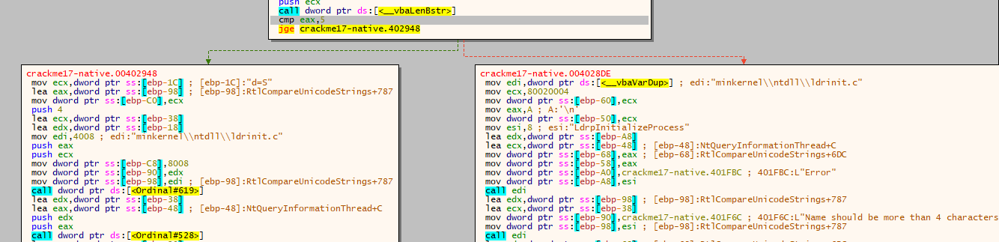 push ecx
call dword ptr ds:[<__vbaLenBstr>]
cmp eax,5
jge crackme17-native.402948
crackme17-native.00402948
mov ecx,dword ptr ss:[ebp-1C] ; [ebp-1C]:"d=S"
lea eax,dword ptr ss:[ebp-98] ; [ebp-98]:RtlCompareUnicodeStrings+787
mov dword ptr ss:[ebp-C0],ecx
push 4
lea ecx,dword ptr ss:[ebp-38]
lea edx,dword ptr ss:[ebp-18]
mov edi,4008 ; edi:"minkernel\\ntdll\\ldrinit.c"
push eax
push ecx
mov dword ptr ss:[ebp-C8],8008
mov dword ptr ss:[ebp-90],edx
mov dword ptr ss:[ebp-98],edi ; [ebp-98]:RtlCompareUnicodeStrings+787
call dword ptr ds:[<Ordinal#619>]
lea edx,dword ptr ss:[ebp-38]
lea eax,dword ptr ss:[ebp-48] ; [ebp-48]:NtQueryInformationThread+C
push edx
push eax
call dword ptr ds:[<Ordinal#528>]
crackme17-native.004028DE
mov edi,dword ptr ds:[<__vbaVarDup>] ; edi:"minkernel\\ntdll\\ldrinit.c"
mov ecx,80020004
mov dword ptr ss:[ebp-60],ecx
mov eax,A ; A:'\n'
mov dword ptr ss:[ebp-50],ecx
mov esi,8 ; esi:"LdrpInitializeProcess"
lea edx,dword ptr ss:[ebp-A8]
lea ecx,dword ptr ss:[ebp-48] ; [ebp-48]:NtQueryInformationThread+C
mov dword ptr ss:[ebp-68],eax ; [ebp-68]:RtlCompareUnicodeStrings+6DC
mov dword ptr ss:[ebp-58],eax
mov dword ptr ss:[ebp-A0],crackme17-native.401FBC ; 401FBC:L"Error"
mov dword ptr ss:[ebp-A8],esi
call edi
lea edx,dword ptr ss:[ebp-98] ; [ebp-98]:RtlCompareUnicodeStrings+787
lea ecx,dword ptr ss:[ebp-38]
mov dword ptr ss:[ebp-90],crackme17-native.401F6C ; 401F6C:L"Name should be more than 4 characters
mov dword ptr ss:[ebp-98],esi ; [ebp-98]:RtlCompareUnicodeStrings+787
call edi